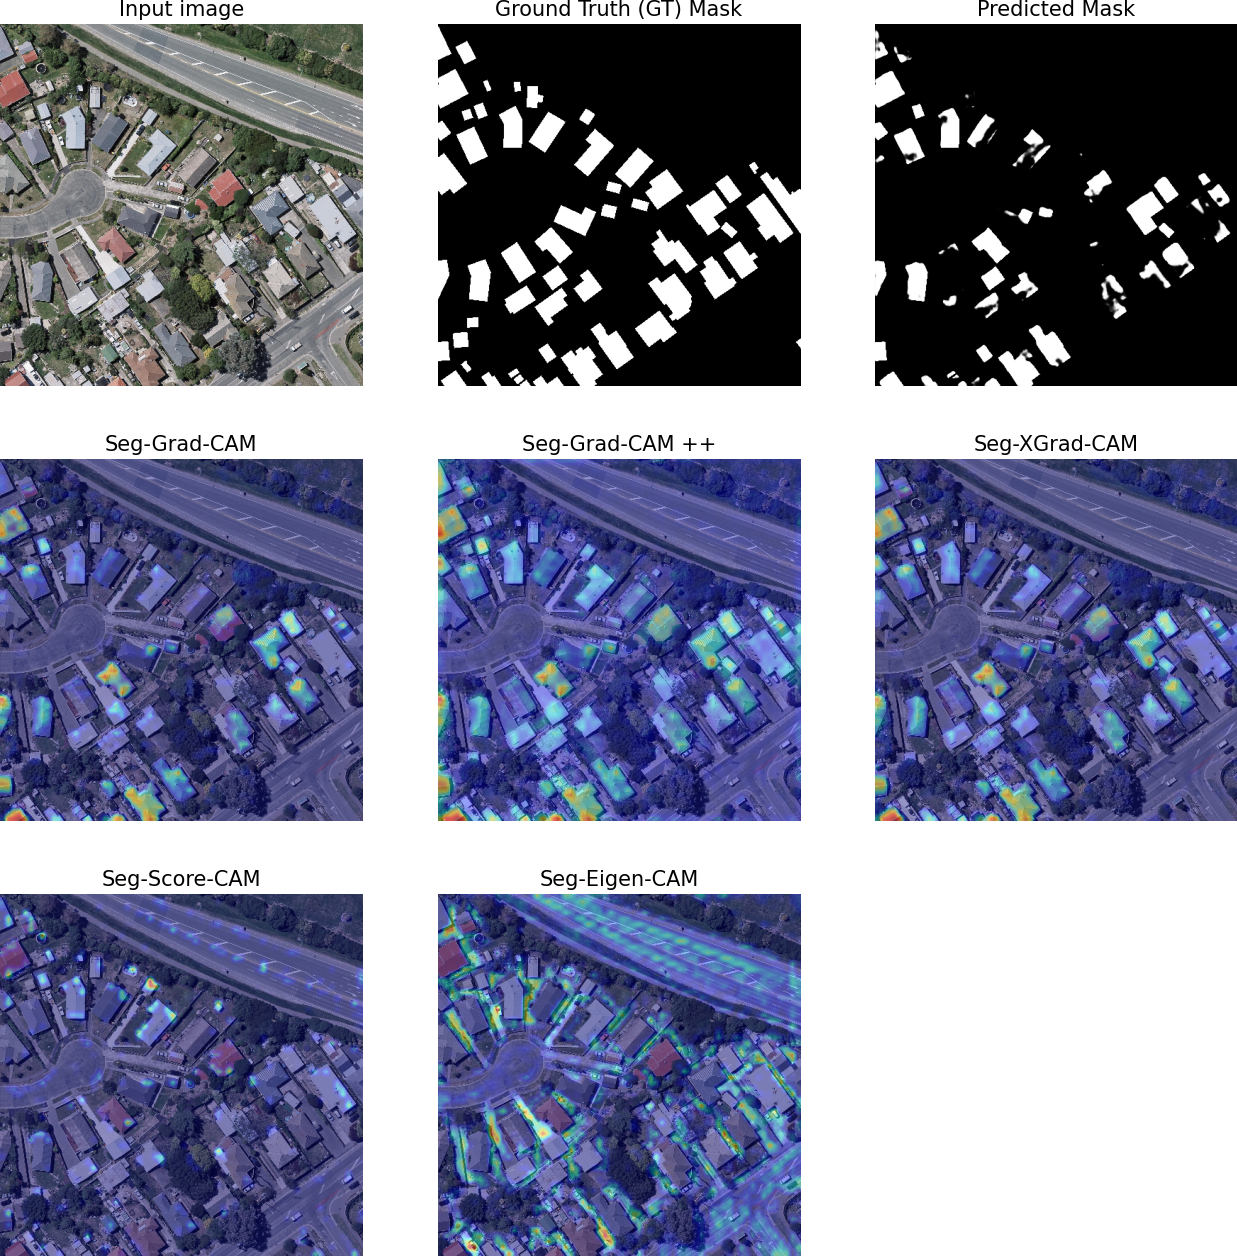 Input image
Ground Truth (GT) Mask
Predicted Mask
Seg-Grad-CAM
Seg-Grad-CAM ++
Seg-XGrad-CAM
Seg-Score-CAM
Seg-Eigen-CAM